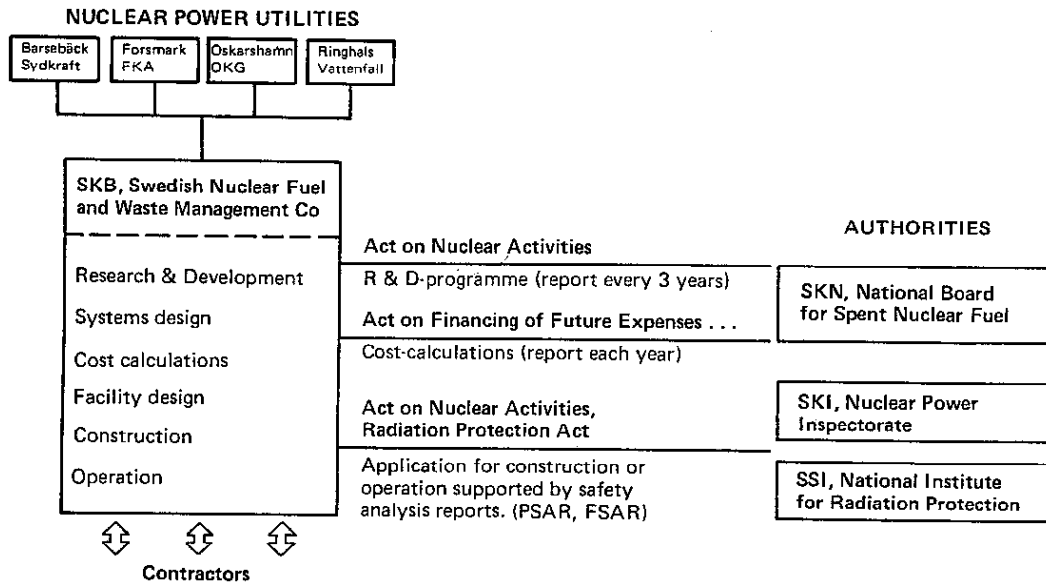 NUCLEAR POWER UTILITIES
Barsebäck
Sydkraft
Forsmark
FKA
Oskarshamn
OKG
Ringhals
Vattenfall
SKB, Swedish Nuclear Fuel
and Waste Management Co
Research & Development
Systems design
Cost calculations
Facility design
Construction
Operation
Contractors
Act on Nuclear Activities
R & D-programme (report every 3 years)
Act on Financing of Future Expenses . . .
Cost-calculations (report each year)
Act on Nuclear Activities,
Radiation Protection Act
Application for construction or
operation supported by safety
analysis reports. (PSAR, FSAR)
AUTHORITIES
SKN, National Board
for Spent Nuclear Fuel
SKI, Nuclear Power
Inspectorate
SSI, National Institute
for Radiation Protection